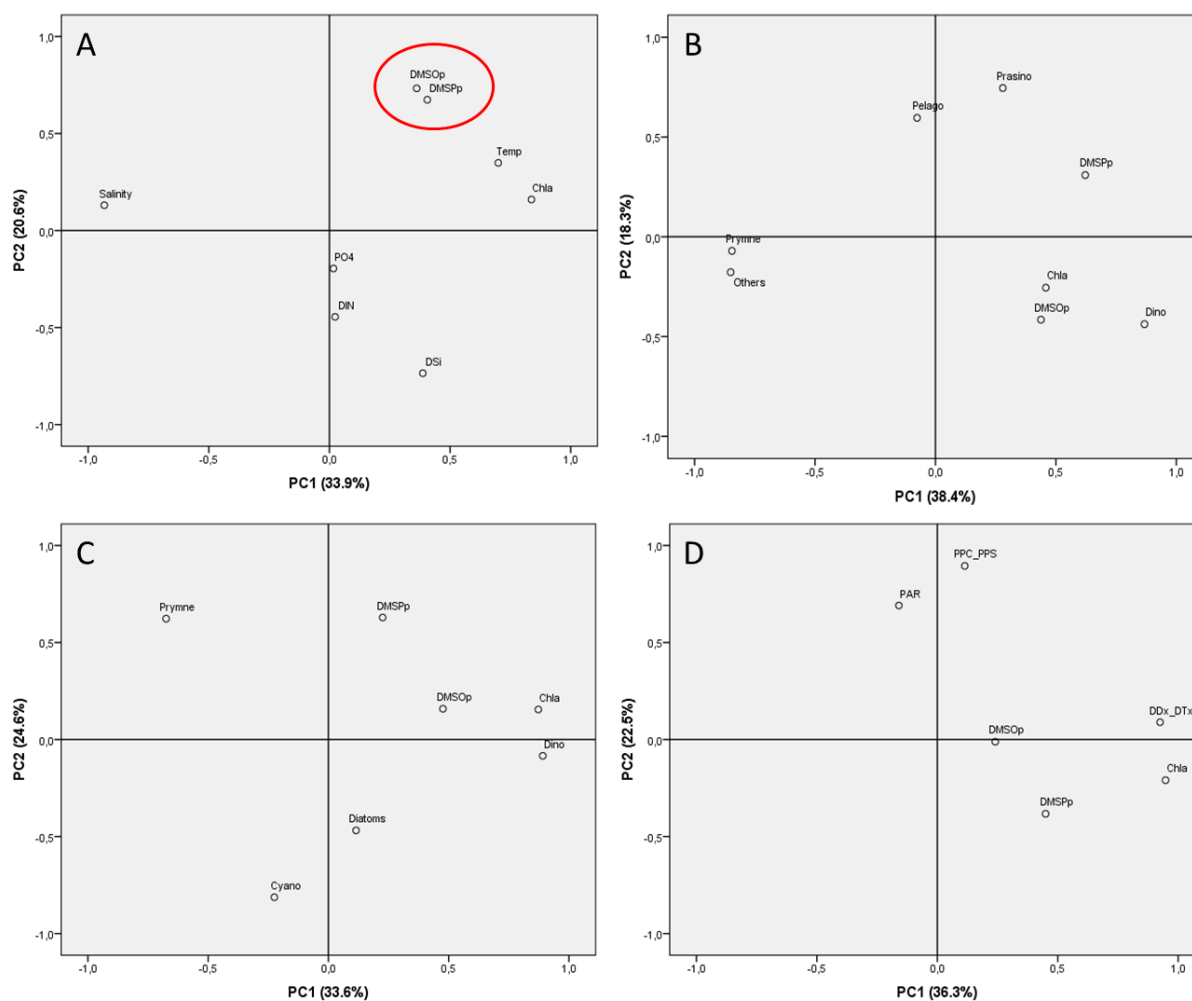 A
1,0
DMSOp
DMSPp
0,5
Temp
Chla
Salinity
0,0
PO4
DIN
-0,5
DSi
-1,0
PC2 (20.6%)
-1,0 -0,5 0,0 0,5 1,0
PC1 (33.9%)
B
1,0
Prasino
Pelago
0,5
DMSPp
0,0
Prymne
Others
Chla
DMSOp
Dino
-0,5
-1,0
PC2 (18.3%)
-1,0 -0,5 0,0 0,5 1,0
PC1 (38.4%)
C
1,0
Prymne
DMSPp
0,5
DMSOp
Chla
0,0
Dino
Diatoms
-0,5
Cyano
-1,0
PC2 (24.6%)
-1,0 -0,5 0,0 0,5 1,0
PC1 (33.6%)
D
1,0
PPC_PPS
PAR
0,5
DDx_DTx
DMSOp
0,0
Chla
DMSPp
-0,5
-1,0
PC2 (22.5%)
-1,0 -0,5 0,0 0,5 1,0
PC1 (36.3%)